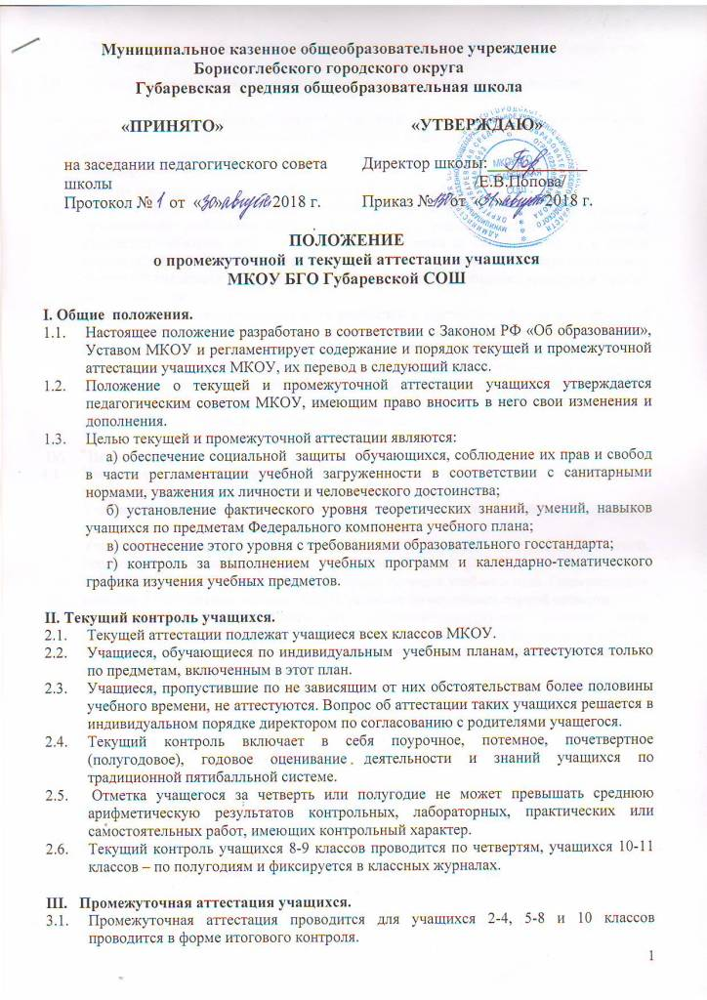 Муниципальное казенное общеобразовательное учреждение
Борисоглебского городского округа
Губаревская средняя общеобразовательная школа
«ПРИНЯТО»
на заседании педагогического совета
школы
Протокол № 1 от «30» августа 2018 г.
«УТВЕРЖДАЮ»
Директор школы:
/Е.В.Попова/
Приказ № от «31» августа 2018 г.
ПОЛОЖЕНИЕ
о промежуточной и текущей аттестации учащихся
МКОУ БГО Губаревской СОШ
I. Общие положения.
1.1. Настоящее положение разработано в соответствии с Законом РФ «Об образовании»,
Уставом МКОУ и регламентирует содержание и порядок текущей и промежуточной
аттестации учащихся МКОУ, их перевод в следующий класс.
1.2. Положение о текущей и промежуточной аттестации учащихся утверждается
педагогическим советом МКОУ, имеющим право вносить в него свои изменения и
дополнения.
1.3. Целью текущей и промежуточной аттестации являются:
а) обеспечение социальной защиты обучающихся, соблюдение их прав и свобод
в части регламентации учебной загруженности в соответствии с санитарными
нормами, уважения их личности и человеческого достоинства;
б) установление фактического уровня теоретических знаний, умений, навыков
учащихся по предметам Федерального компонента учебного плана;
в) соотнесение этого уровня с требованиями образовательного госстандарта;
г) контроль за выполнением учебных программ и календарно-тематического
графика изучения учебных предметов.
II. Текущий контроль учащихся.
2.1. Текущей аттестации подлежат учащиеся всех классов МКОУ.
2.2. Учащиеся, обучающиеся по индивидуальным учебным планам, аттестуются только
по предметам, включенным в этот план.
2.3. Учащиеся, пропустившие по не зависящим от них обстоятельствам более половины
учебного времени, не аттестуются. Вопрос об аттестации таких учащихся решается в
индивидуальном порядке директором по согласованию с родителями учащегося.
2.4. Текущий контроль включает в себя поурочное, потемное, почетвертное
(полугодовое), годовое оценивание деятельности и знаний учащихся по
традиционной пятибалльной системе.
2.5. Отметка учащегося за четверть или полугодие не может превышать среднюю
арифметическую результатов контрольных, лабораторных, практических или
самостоятельных работ, имеющих контрольный характер.
2.6. Текущий контроль учащихся 8-9 классов проводится по четвертям, учащихся 10-11
классов – по полугодиям и фиксируется в классных журналах.
III. Промежуточная аттестация учащихся.
3.1. Промежуточная аттестация проводится для учащихся 2-4, 5-8 и 10 классов
проводится в форме итогового контроля.
1